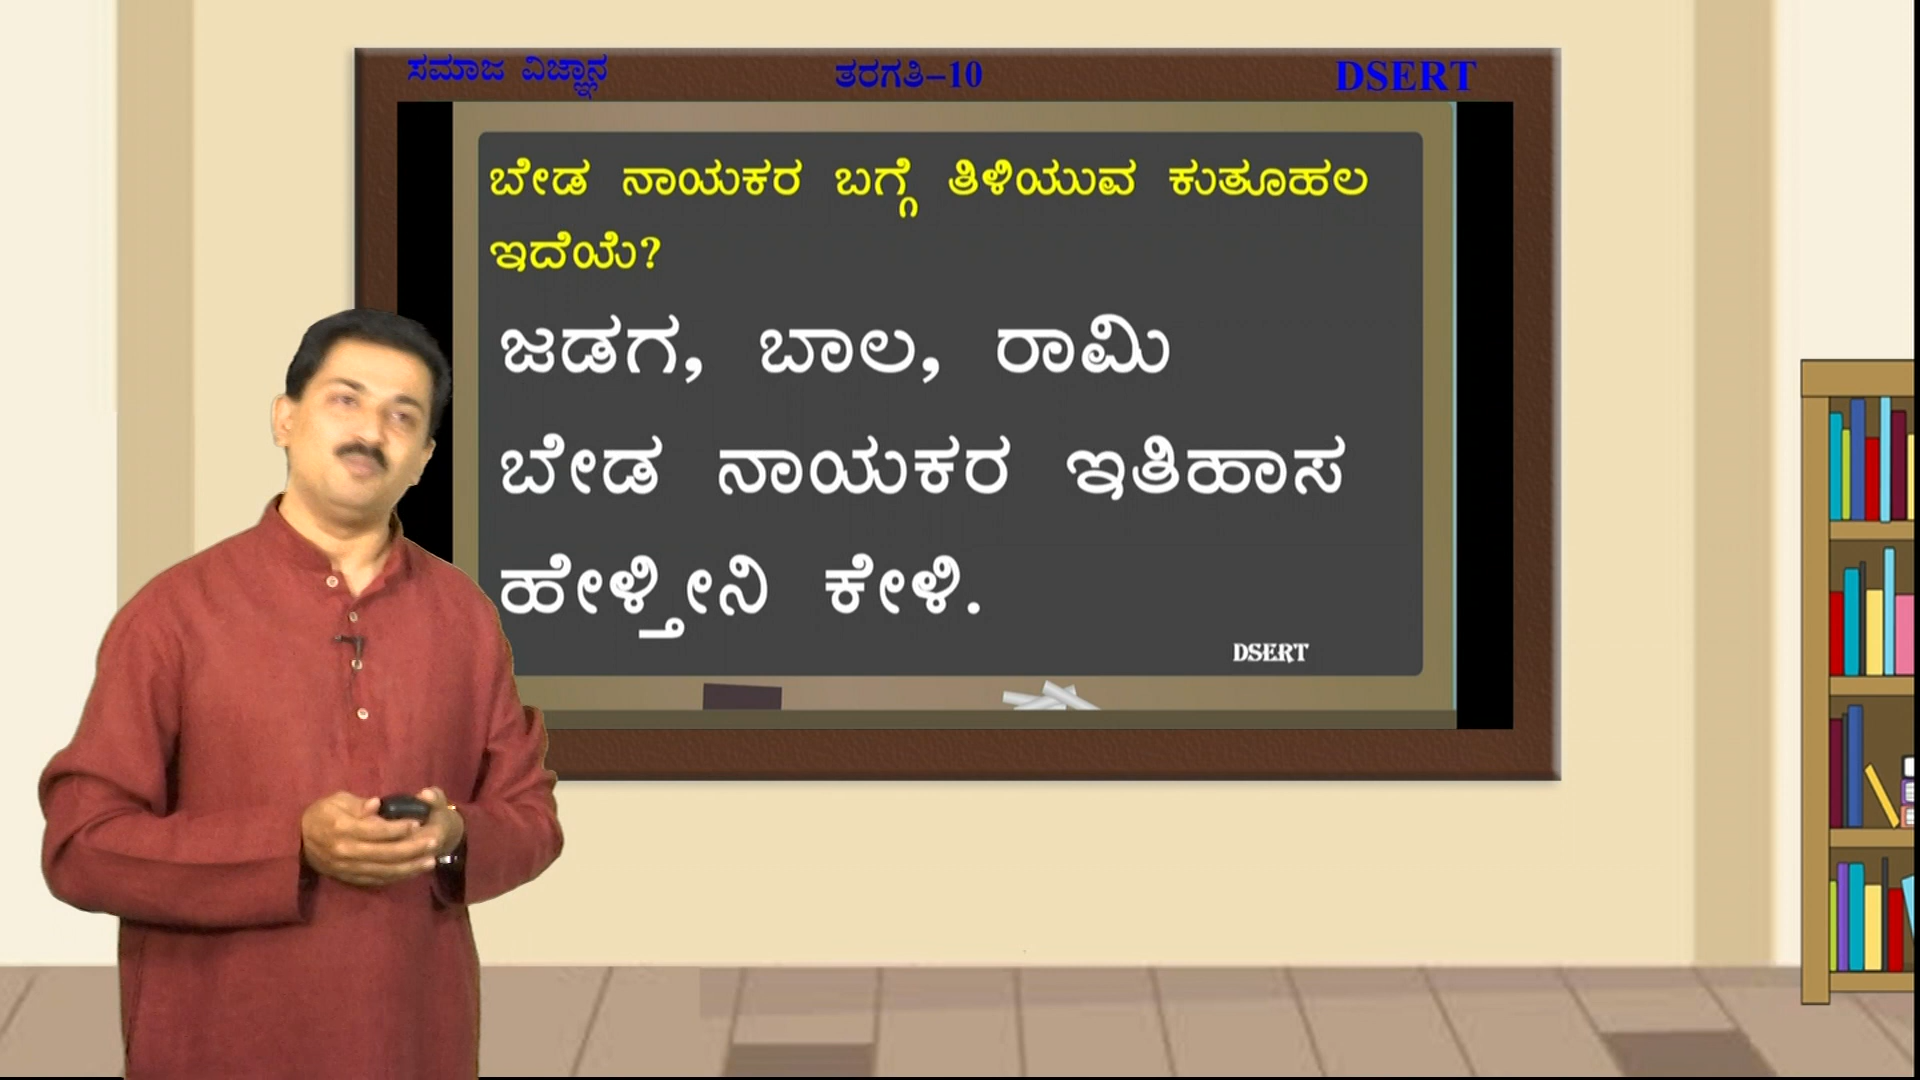 ಸಮಾಜ ವಿಜ್ಞಾನ ತರಗತಿ-10 DSERT
ಬೇಡ ನಾಯಕರ ಬಗ್ಗೆ ತಿಳಿಯುವ ಕುತೂಹಲ
ಇದೆಯೆ?
ಜಡಗ, ಬಾಲ, ರಾಮಿ
ಬೇಡ ನಾಯಕರ ಇತಿಹಾಸ
ಹೇಳ್ತೀನಿ ಕೇಳಿ.
DSERT